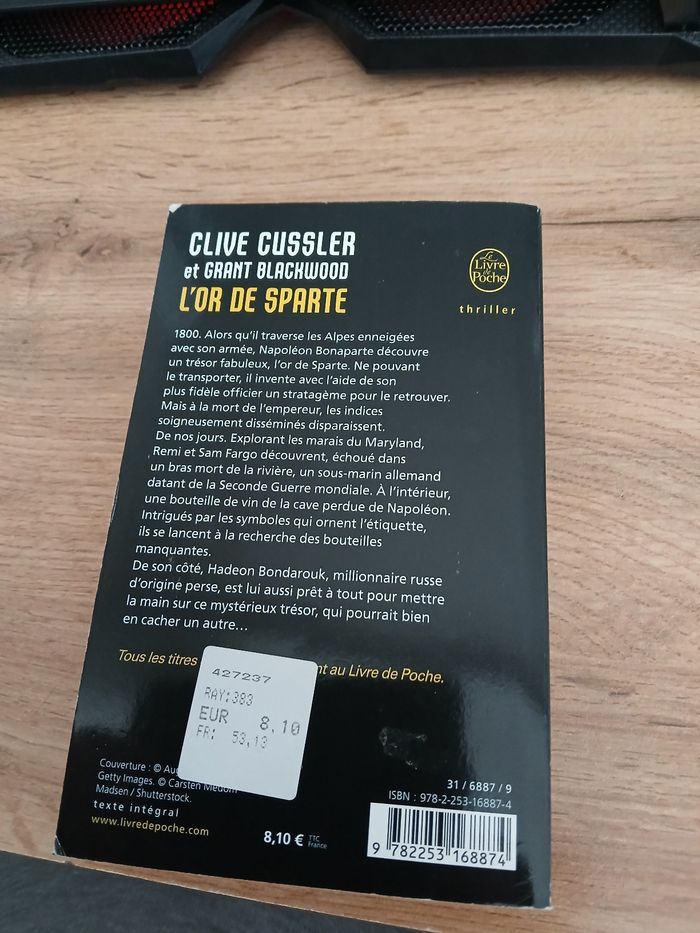 CLIVE CUSSLER
et GRANT BLACKWOOD
L'OR DE SPARTE
Le
Livre
de
Poche
thriller
1800. Alors qu'il traverse les Alpes enneigées
avec son armée, Napoléon Bonaparte découvre
un trésor fabuleux, l'or de Sparte. Ne pouvant
le transporter, il invente avec l'aide de son
plus fidèle officier un stratagème pour le retrouver.
Mais à la mort de l'empereur, les indices
soigneusement disséminés disparaissent.
De nos jours. Explorant les marais du Maryland,
Remi et Sam Fargo découvrent, échoué dans
un bras mort de la rivière, un sous-marin allemand
datant de la Seconde Guerre mondiale. À l'intérieur,
une bouteille de vin de la cave perdue de Napoléon.
Intrigués par les symboles qui ornent l'étiquette,
ils se lancent à la recherche des bouteilles
manquantes.
De son côté, Hadeon Bondarouk, millionnaire russe
d'origine perse, est lui aussi prêt à tout pour mettre
la main sur ce mystérieux trésor, qui pourrait bien
en cacher un autre…
Tous les titres au Livre de Poche.
427237
RAY:383
EUR 8.10
FR: 53,13
Couverture : ©
Getty Images. © Carsten Medom
Madsen / Shutterstock.
texte intégral
www.livredepoche.com
8,10 € TTC
France
31 / 6887 / 9
ISBN : 978-2-253-16887-4
9 782253 168874